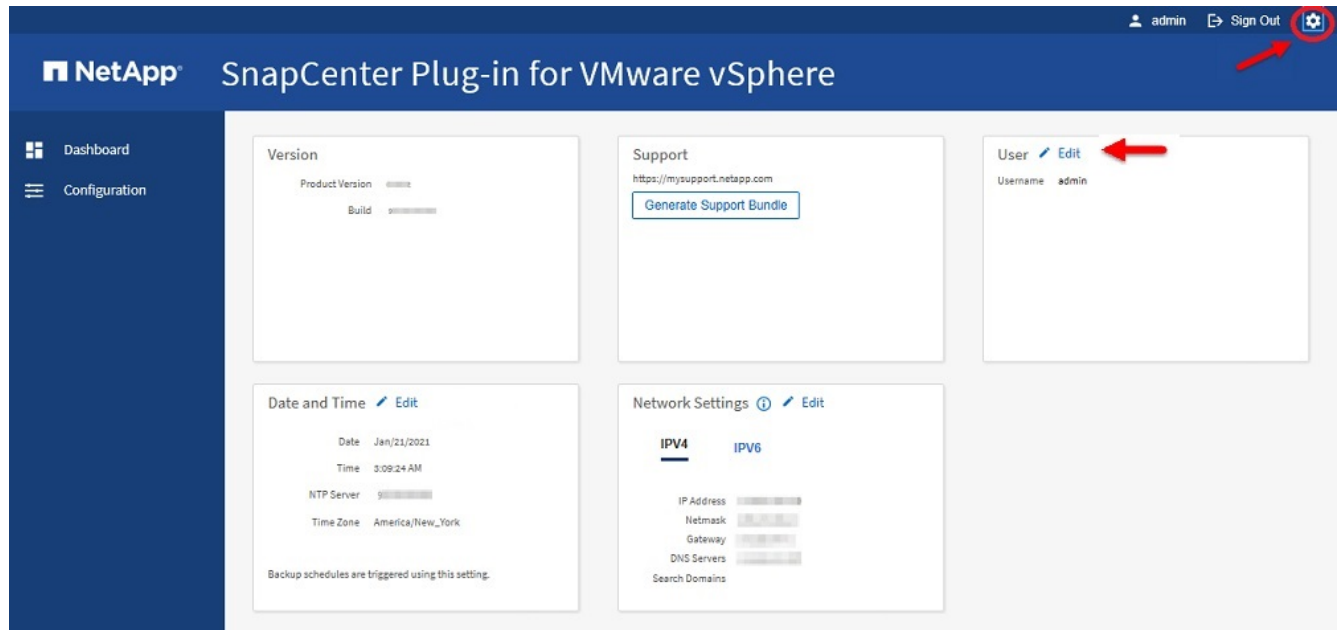 admin Sign Out
NetApp
SnapCenter Plug-in for VMware vSphere
Dashboard
Configuration
Version
Product Version
Build
Support
https://mysupport.netapp.com
Generate Support Bundle
User Edit
Username admin
Date and Time Edit
Date Jan/21/2021
Time 3:09:24 AM
NTP Server
Time Zone America/New_York
Backup schedules are triggered using this setting.
Network Settings Edit
IPV4 IPV6
IP Address
Netmask
Gateway
DNS Servers
Search Domains